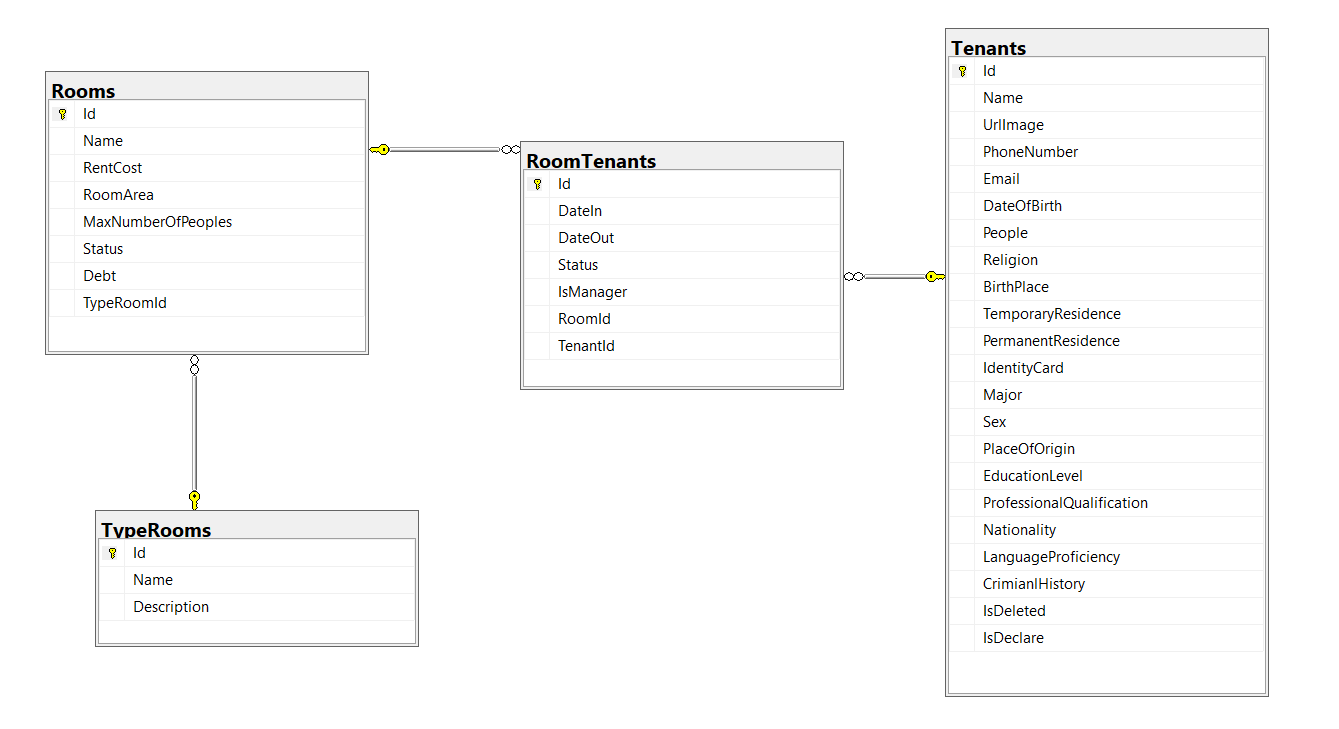 Rooms
Id
Name
RentCost
RoomArea
MaxNumberOfPeoples
Status
Debt
TypeRoomId
RoomTenants
Id
DateIn
DateOut
Status
IsManager
RoomId
TenantId
Tenants
Id
Name
UrlImage
PhoneNumber
Email
DateOfBirth
People
Religion
BirthPlace
TemporaryResidence
PermanentResidence
IdentityCard
Major
Sex
PlaceOfOrigin
EducationLevel
ProfessionalQualification
Nationality
LanguageProficiency
CrimianlHistory
IsDeleted
IsDeclare
TypeRooms
Id
Name
Description